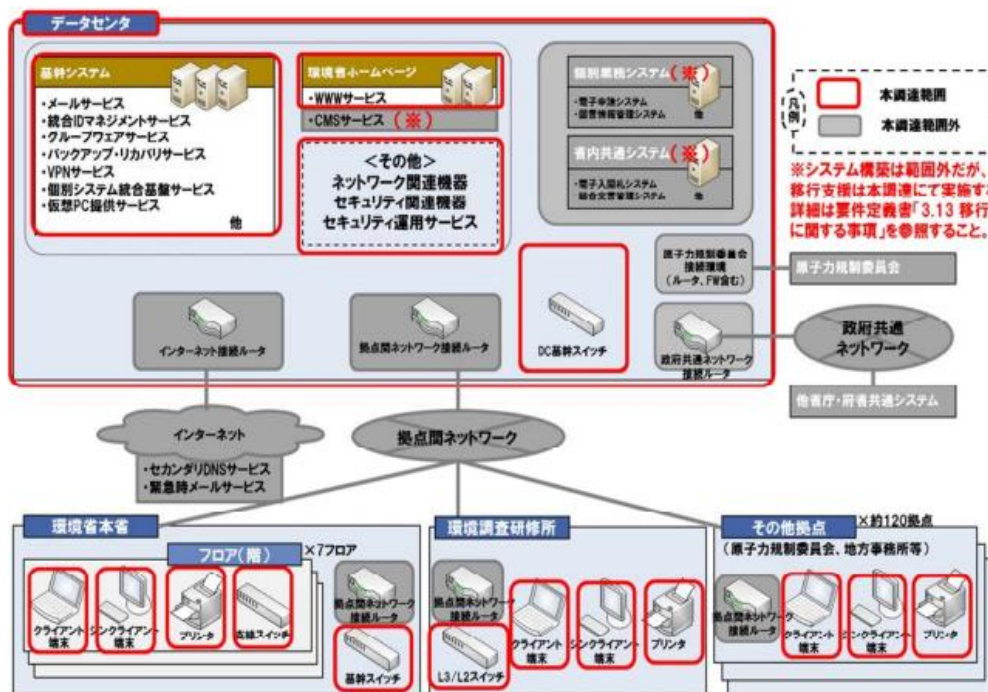 データセンタ
基幹システム
・メールサービス
・統合IDマネジメントサービス
・グループウェアサービス
・バックアップ・リカバリサービス
・VPNサービス
・個別システム統合基盤サービス
・仮想PC提供サービス
他
環境省ホームページ
・WWWサービス
・CMSサービス(※)
<その他>
ネットワーク関連機器
セキュリティ関連機器
セキュリティ運用サービス
個別業務システム(※)
・電子申請システム
・図書情報管理システム 他
省内共通システム(※)
・電子入開札システム
・総合文書管理システム 他
凡例
本調達範囲
本調達範囲外
※システム構築は範囲外だが、
移行支援は本調達にて実施す
詳細は要件定義書「3.13 移行
に関する事項」を参照すること。
原子力規制委員会
接続環境
(ルータ、FW含む)
原子力規制委員会
インターネット接続ルータ
拠点間ネットワーク接続ルータ
DC基幹スイッチ
政府共通ネットワーク
接続ルータ
政府共通
ネットワーク
他省庁・府省共通システム
インターネット
・セカンダリDNSサービス
・緊急時メールサービス
拠点間ネットワーク
環境省本省
フロア(階)
×7フロア
クライアント
端末
シンクライアント
端末
プリンタ
支線スイッチ
拠点間ネットワーク
接続ルータ
基幹スイッチ
環境調査研修所
拠点間ネットワーク
接続ルータ
L3/L2スイッチ
クライアント
端末
シンクライアント
端末
プリンタ
その他拠点
×約120拠点
(原子力規制委員会、地方事務所等)
拠点間ネットワーク
接続ルータ
クライアント
端末
シンクライアント
端末
プリンタ